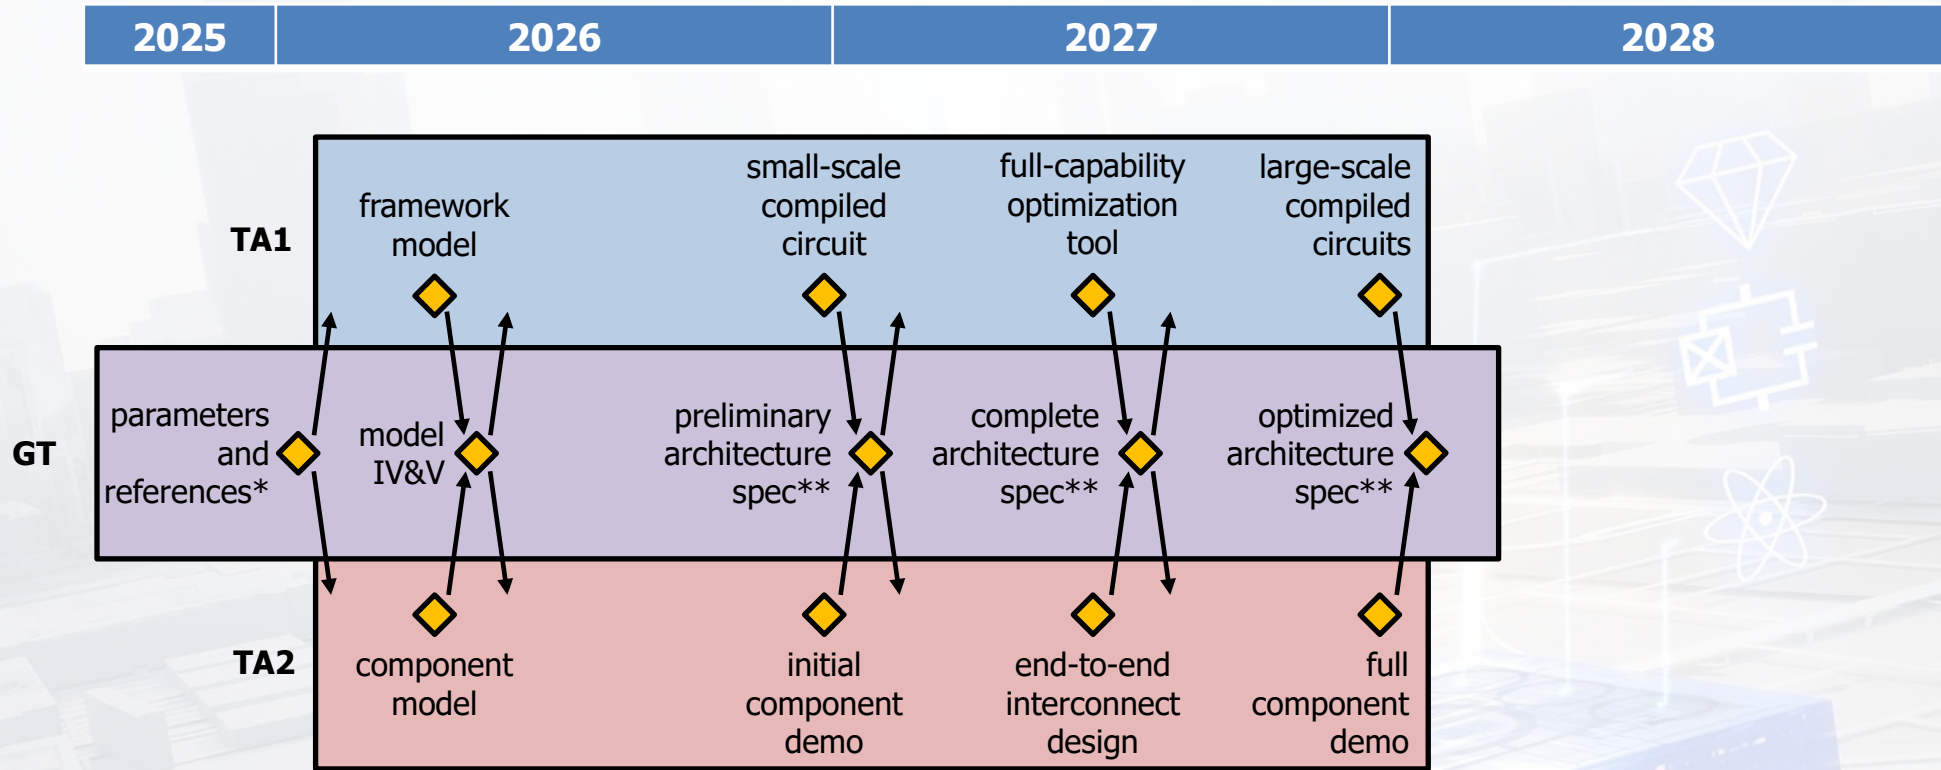 2025
2026
2027
2028
TA1
framework
model
small-scale
compiled
circuit
full-capability
optimization
tool
large-scale
compiled
circuits
GT
parameters
and
references*
model
IV&V
preliminary
architecture
spec**
complete
architecture
spec**
optimized
architecture
spec**
TA2
component
model
initial
component
demo
end-to-end
interconnect
design
full
component
demo